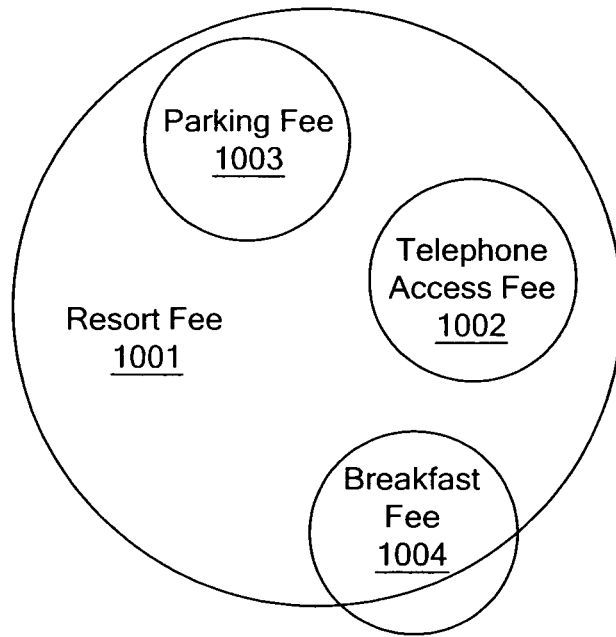 Parking Fee
1003
Telephone
Access Fee
1002
Resort Fee
1001
Breakfast
Fee
1004